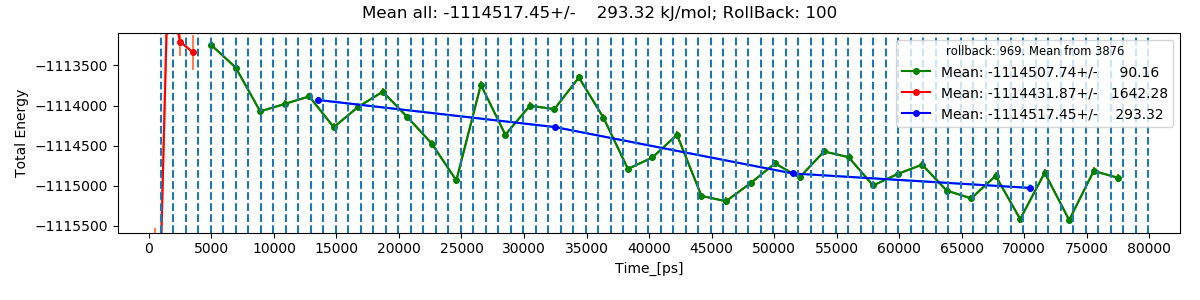 Mean all: -1114517.45+/- 293.32 kJ/mol; RollBack: 100
Total Energy
−1113500
−1114000
−1114500
−1115000
−1115500
rollback: 969. Mean from 3876
Mean: -1114507.74+/- 90.16
Mean: -1114431.87+/- 1642.28
Mean: -1114517.45+/- 293.32
0 5000 10000 15000 20000 25000 30000 35000 40000 45000 50000 55000 60000 65000 70000 75000 80000
Time_[ps]